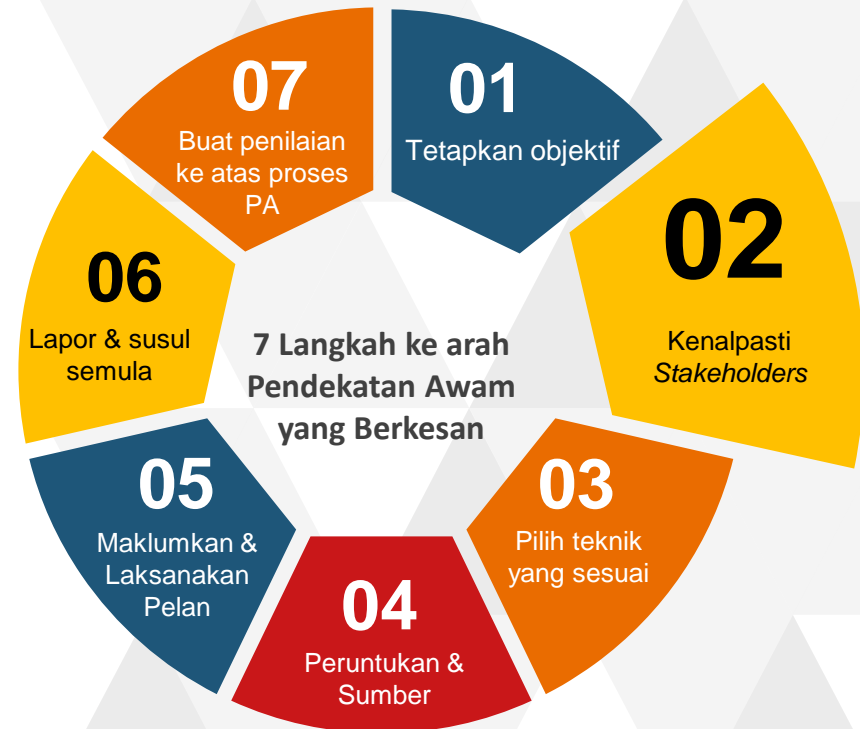 7 Langkah ke arah
Pendekatan Awam
yang Berkesan
01
Tetapkan objektif
02
Kenalpasti
Stakeholders
03
Pilih teknik
yang sesuai
04
Peruntukan &
Sumber
05
Maklumkan &
Laksanakan
Pelan
06
Lapor & susul
semula
07
Buat penilaian
ke atas proses
PA